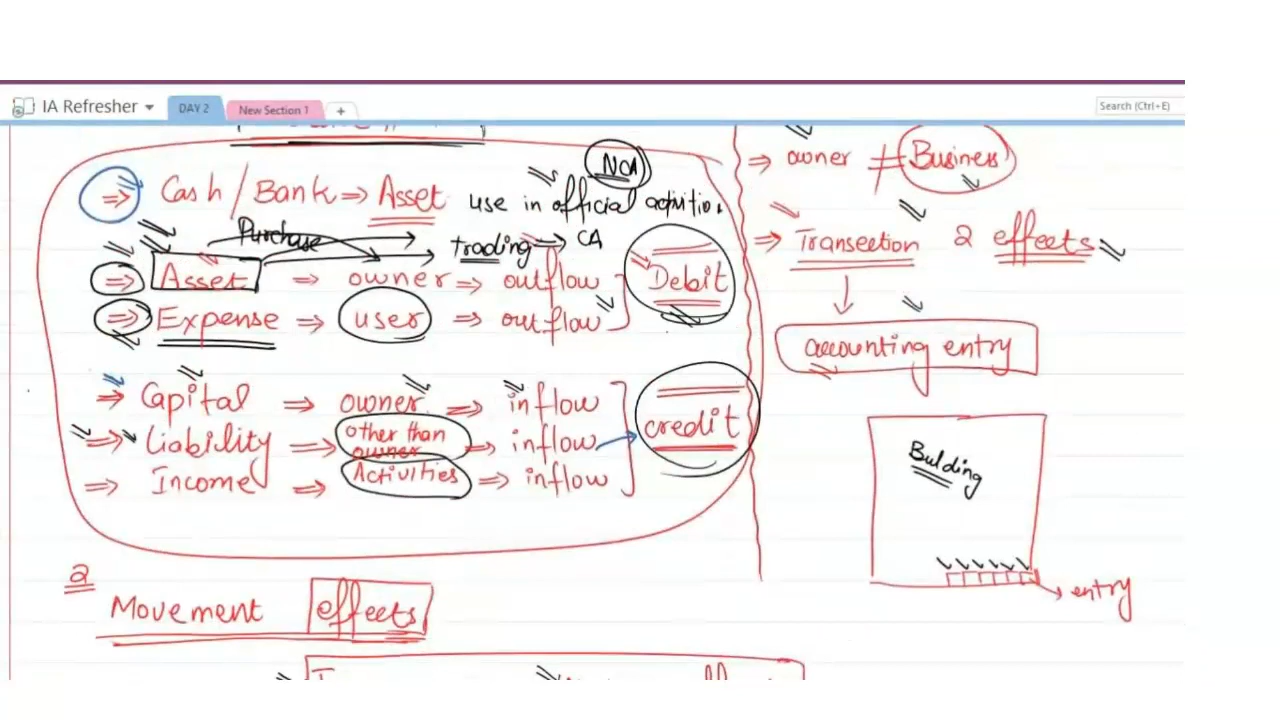 IA Refresher
DAY 2
New Section 1
+
Search (Ctrl+E)
⇒ Cash / Bank ⇒ Asset use in official NCA
Purchase trading ⇒ CA
⇒ Asset ⇒ owner ⇒ outflow
⇒ Expense ⇒ user ⇒ outflow
Debit
⇒ Capital ⇒ owner ⇒ inflow
⇒ Liability ⇒ other than owner ⇒ inflow
⇒ Income ⇒ Activities ⇒ inflow
credit
2
Movement effects
⇒ owner ≠ Business
⇒ Transection 2 effects
accounting entry
Bulding
entry